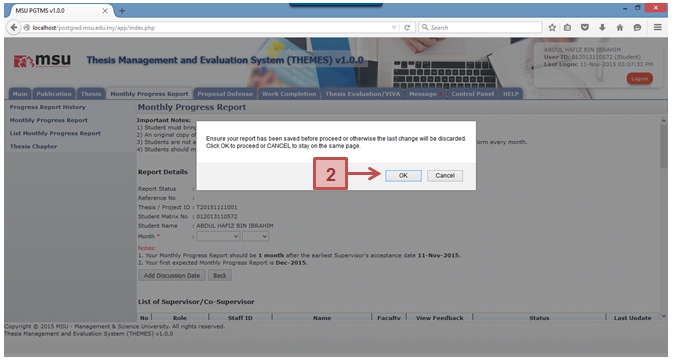 MSU PGTMS v1.0.0
localhost/postgrad.msu.edu.my/app/index.php
Search
msu
Thesis Management and Evaluation System (THEMES) v1.0.0
ABDUL HAFIZ BIN IBRAHIM
User ID: 012013110572 (Student)
Last Login: 11-Nov-2015 03:07:33 PM
Logout
Main Publication Thesis Monthly Progress Report Proposal Defense Work Completion Thesis Evaluation/VIVA Message Control Panel HELP
Progress Report History
Monthly Progress Report
List Monthly Progress Report
Thesis Chapter
Monthly Progress Report
Important Notes:
1) Student must brin
2) An original copy of
3) Students are not a
form every month.
4) Students should m
Ensure your report has been saved before proceed or otherwise the last change will be discarded.
Click OK to proceed or CANCEL to stay on the same page.
2
OK Cancel
Report Details
Report Status :
Reference No :
Thesis / Project ID : T20151111001
Student Matrix No : 012013110572
Student Name : ABDUL HAFIZ BIN IBRAHIM
Month * :
Notes:
1. Your Monthly Progress Report should be 1 month after the earliest Supervisor's acceptance date 11-Nov-2015.
2. Your first expected Monthly Progress Report is Dec-2015.
Add Discussion Date Back
List of Supervisor/Co-Supervisor
No Role Staff ID Name Faculty View Feedback Status Last Update
Copyright © 2015 MSU - Management & Science University. All rights reserved.
Thesis Management and Evaluation System (THEMES) v1.0.0